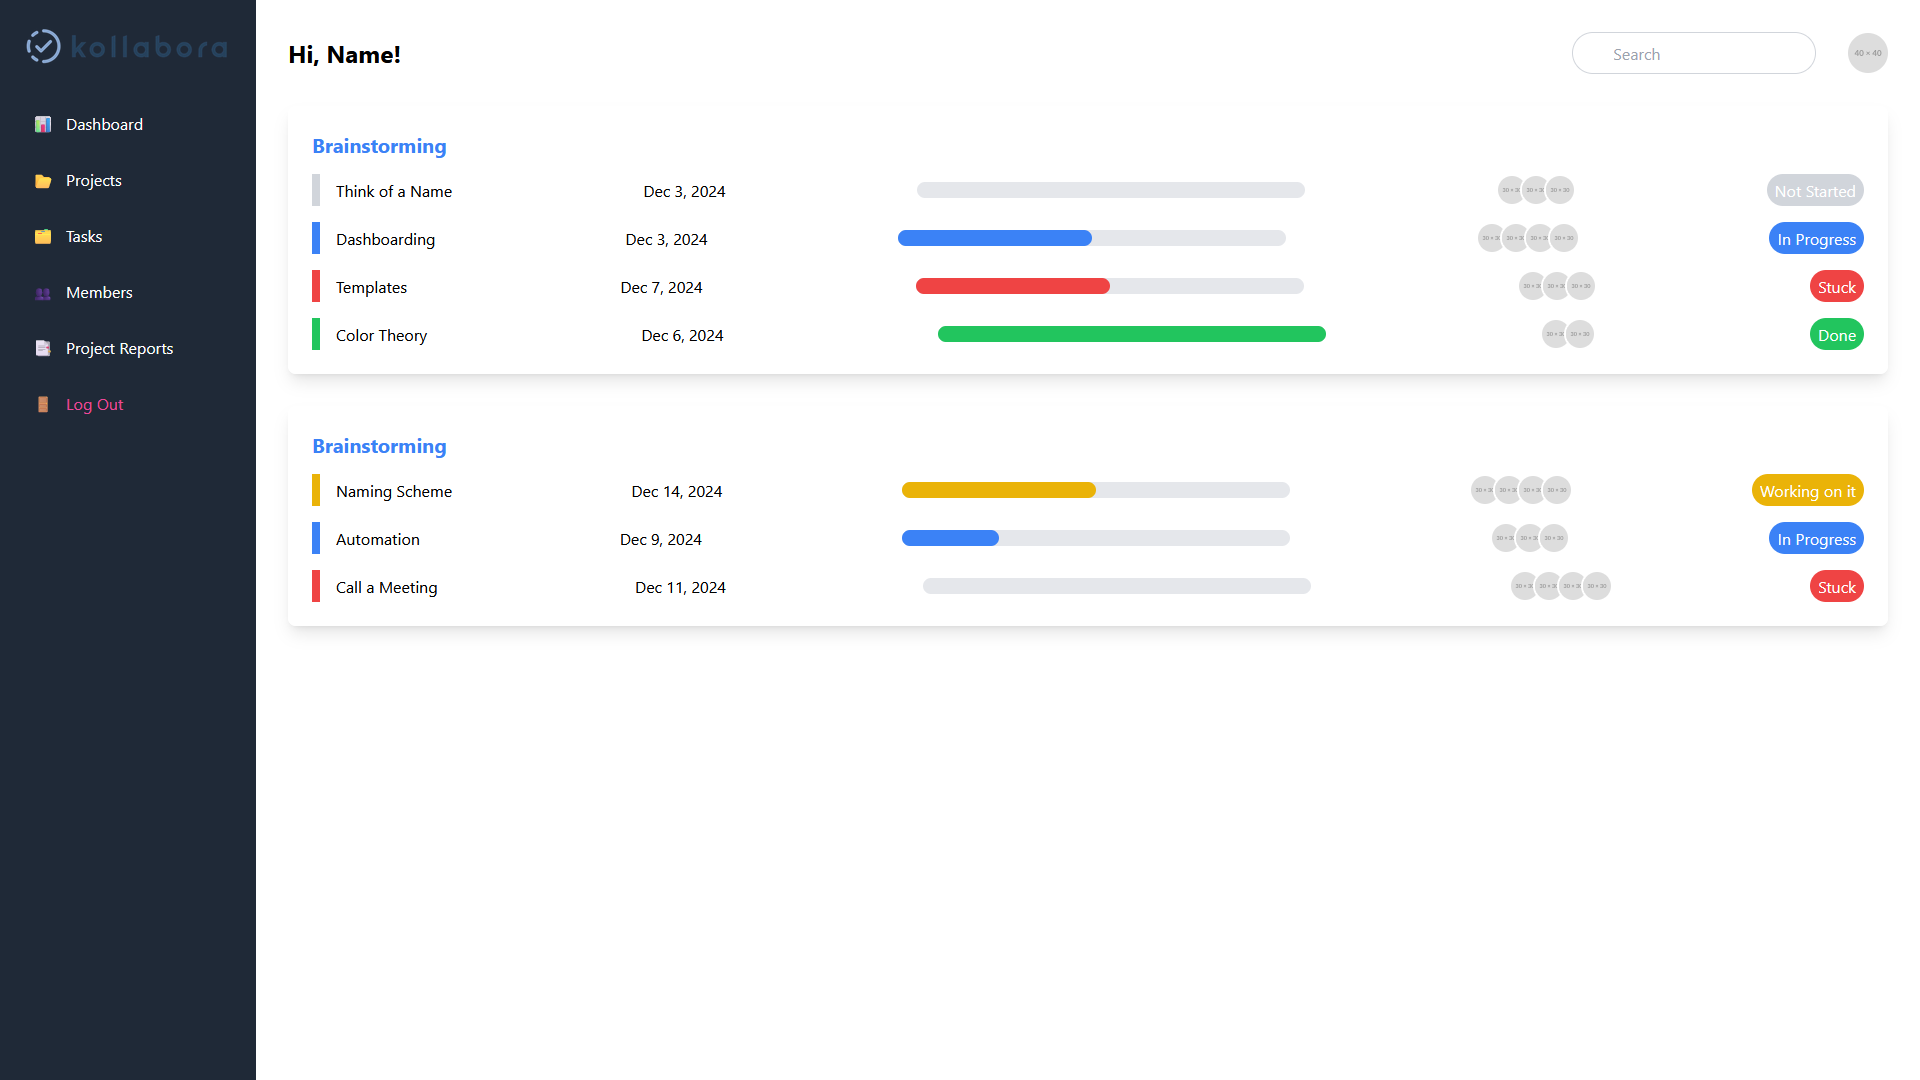 kollabora
Dashboard
Projects
Tasks
Members
Project Reports
Log Out
Hi, Name!
Search
40 × 40
Brainstorming
Think of a Name Dec 3, 2024 30 × 30 30 × 30 30 × 30 Not Started
Dashboarding Dec 3, 2024 30 × 30 30 × 30 30 × 30 30 × 30 In Progress
Templates Dec 7, 2024 30 × 30 30 × 30 30 × 30 Stuck
Color Theory Dec 6, 2024 30 × 30 30 × 30 Done
Brainstorming
Naming Scheme Dec 14, 2024 30 × 30 30 × 30 30 × 30 30 × 30 Working on it
Automation Dec 9, 2024 30 × 30 30 × 30 30 × 30 In Progress
Call a Meeting Dec 11, 2024 30 × 30 30 × 30 30 × 30 30 × 30 Stuck